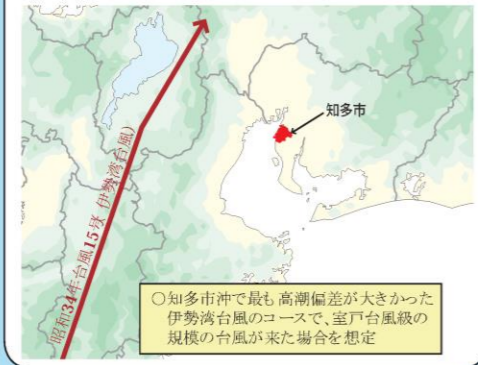 知多市
昭和34年台風15号(伊勢湾台風)
○知多市沖で最も高潮偏差が大きかった
伊勢湾台風のコースで、室戸台風級の
規模の台風が来た場合を想定